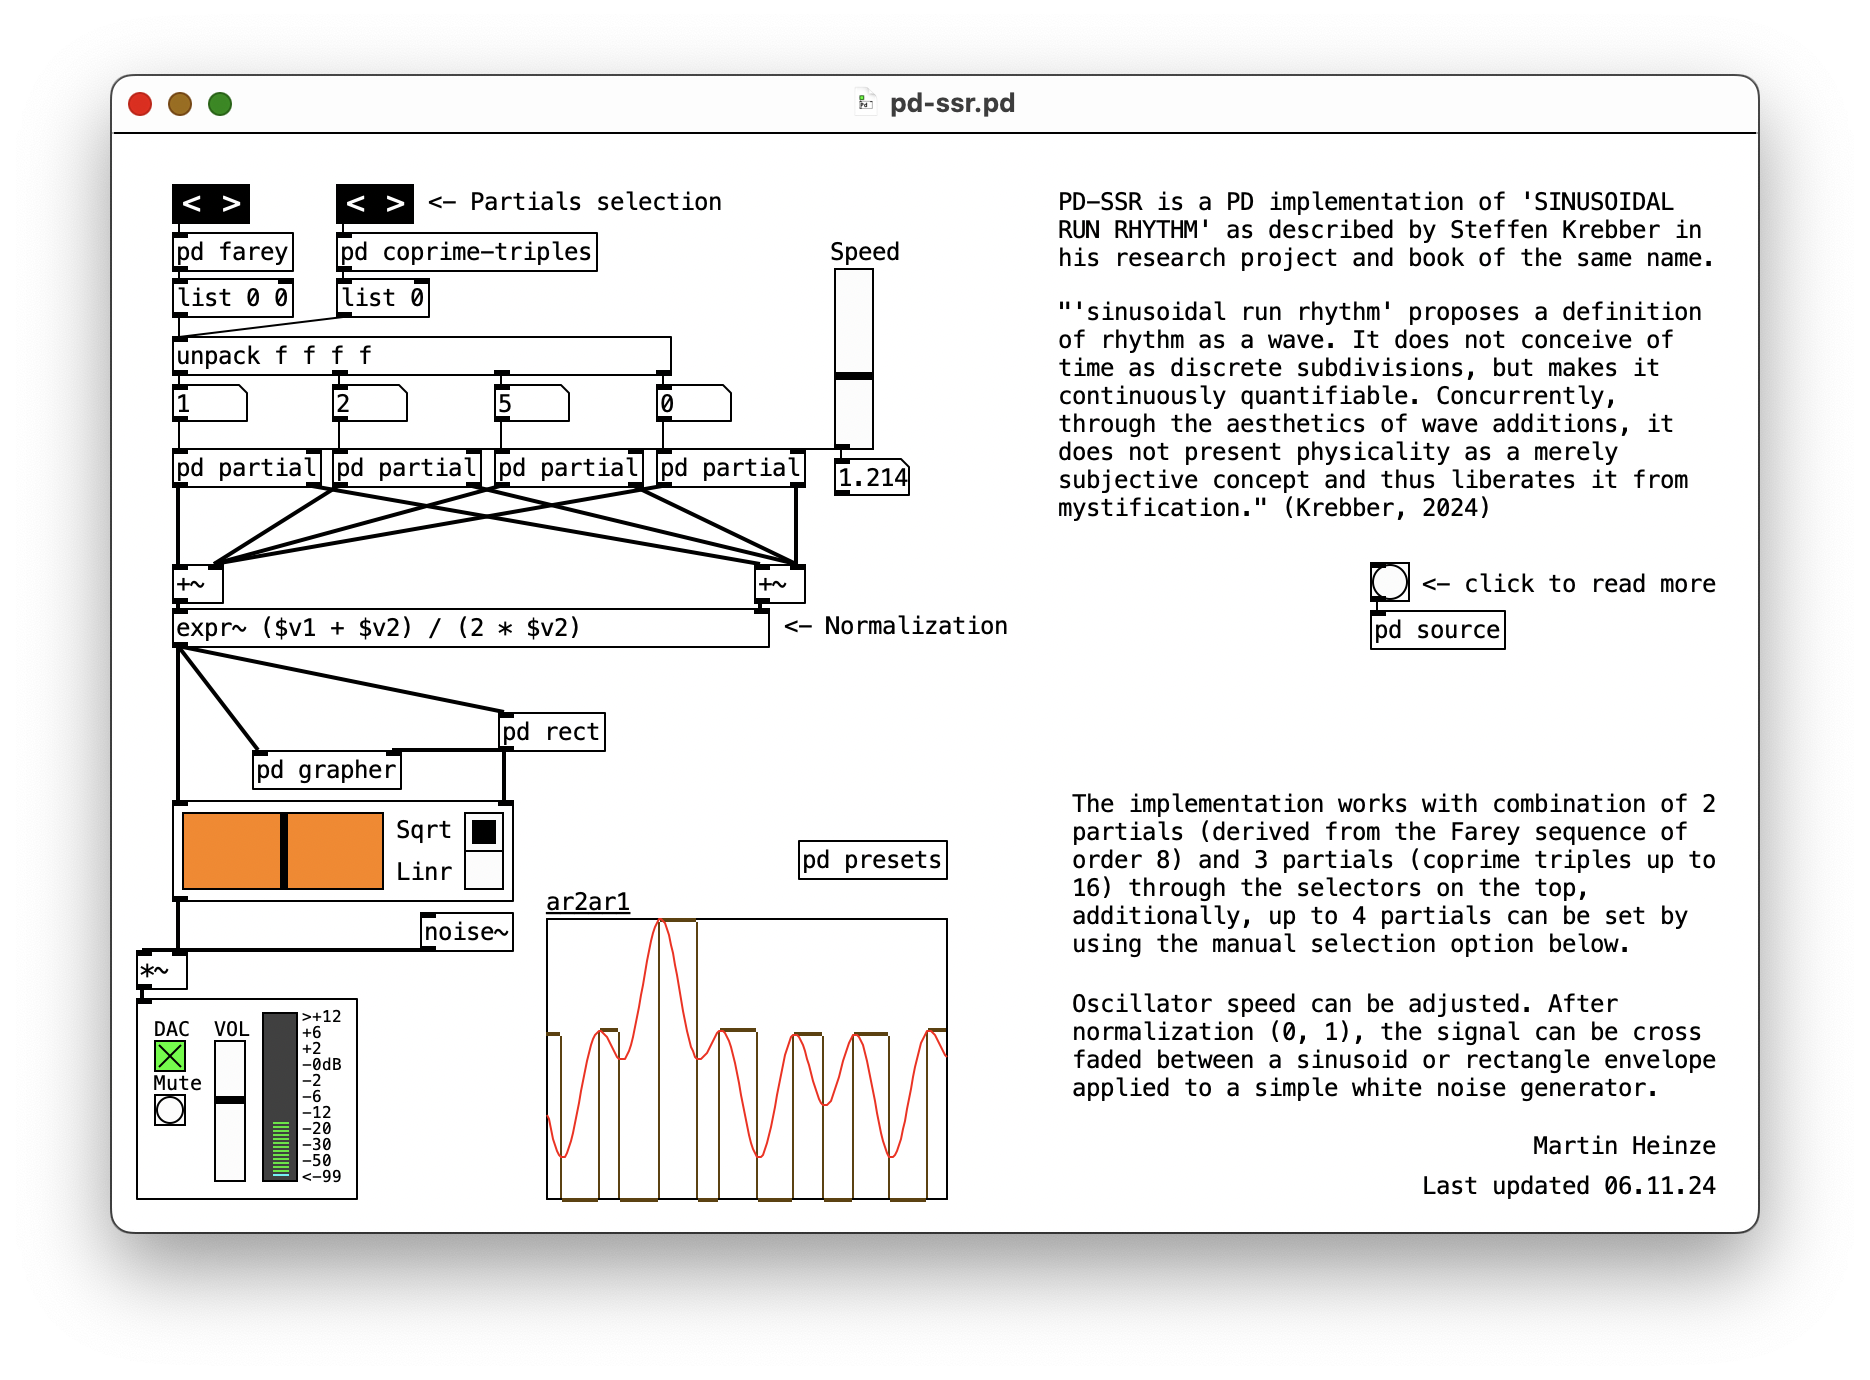 pd-ssr.pd
< >
< >
<- Partials selection
pd farey
pd coprime-triples
list 0 0
list 0
unpack f f f f
1
2
5
0
Speed
pd partial
pd partial
pd partial
pd partial
1.214
+~
+~
expr~ ($v1 + $v2) / (2 * $v2)
<- Normalization
pd rect
pd grapher
Sqrt
Linr
pd presets
noise~
*~
ar2ar1
DAC
VOL
Mute
>+12
+6
+2
-0dB
-2
-6
-12
-20
-30
-50
<-99
PD-SSR is a PD implementation of 'SINUSOIDAL
RUN RHYTHM' as described by Steffen Krebber in
his research project and book of the same name.
"'sinusoidal run rhythm' proposes a definition
of rhythm as a wave. It does not conceive of
time as discrete subdivisions, but makes it
continuously quantifiable. Concurrently,
through the aesthetics of wave additions, it
does not present physicality as a merely
subjective concept and thus liberates it from
mystification." (Krebber, 2024)
<- click to read more
pd source
The implementation works with combination of 2
partials (derived from the Farey sequence of
order 8) and 3 partials (coprime triples up to
16) through the selectors on the top,
additionally, up to 4 partials can be set by
using the manual selection option below.
Oscillator speed can be adjusted. After
normalization (0, 1), the signal can be cross
faded between a sinusoid or rectangle envelope
applied to a simple white noise generator.
Martin Heinze
Last updated 06.11.24